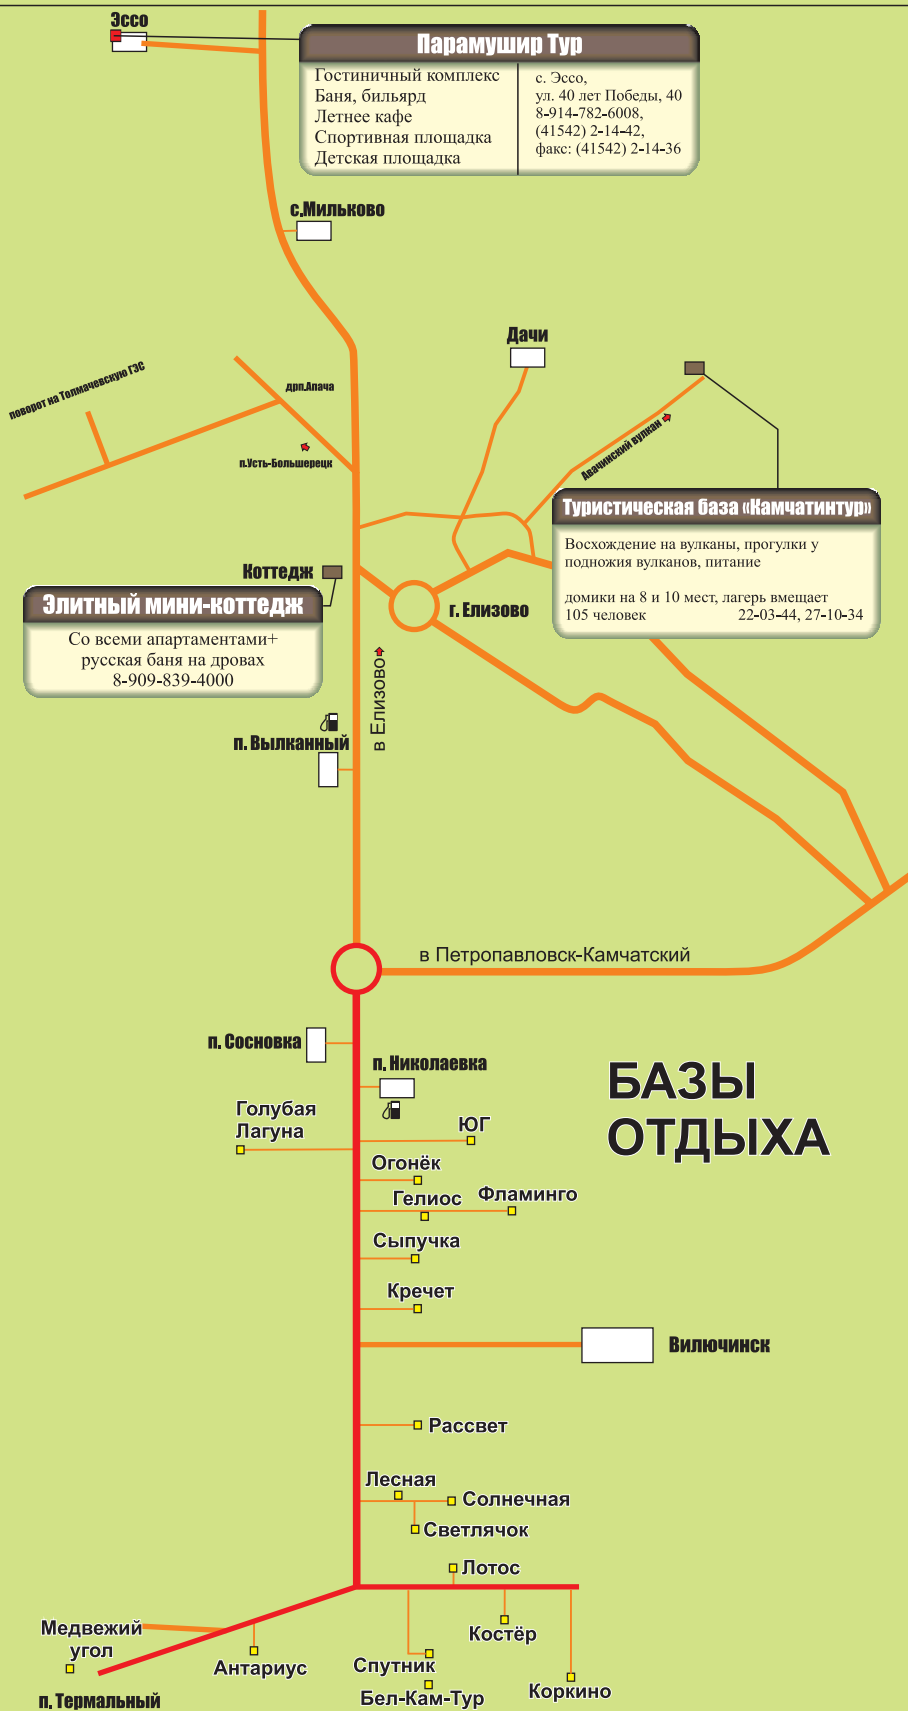 Эссо
Парамушир Тур
Гостиничный комплекс
Баня, бильярд
Летнее кафе
Спортивная площадка
Детская площадка
с. Эссо,
ул. 40 лет Победы, 40
8-914-782-6008,
(41542) 2-14-42,
факс: (41542) 2-14-36
с.Мильково
Дачи
поворот на Толмачевскую ГЭС
дрп.Апача
п.Усть-Большерецк
Авачинский вулкан
Туристическая база «Камчатинтур»
Восхождение на вулканы, прогулки у
подножия вулканов, питание
домики на 8 и 10 мест, лагерь вмещает
105 человек 22-03-44, 27-10-34
Коттедж
Элитный мини-коттедж
Со всеми апартаментами+
русская баня на дровах
8-909-839-4000
г. Елизово
в Елизово
п. Вылканный
в Петропавловск-Камчатский
п. Сосновка
п. Николаевка
БАЗЫ
ОТДЫХА
Голубая
Лагуна
ЮГ
Огонёк
Гелиос
Фламинго
Сыпучка
Кречет
Вилючинск
Рассвет
Лесная
Солнечная
Светлячок
Лотос
Медвежий
угол
Антариус
Спутник
Костёр
Бел-Кам-Тур
Коркино
п. Термальный